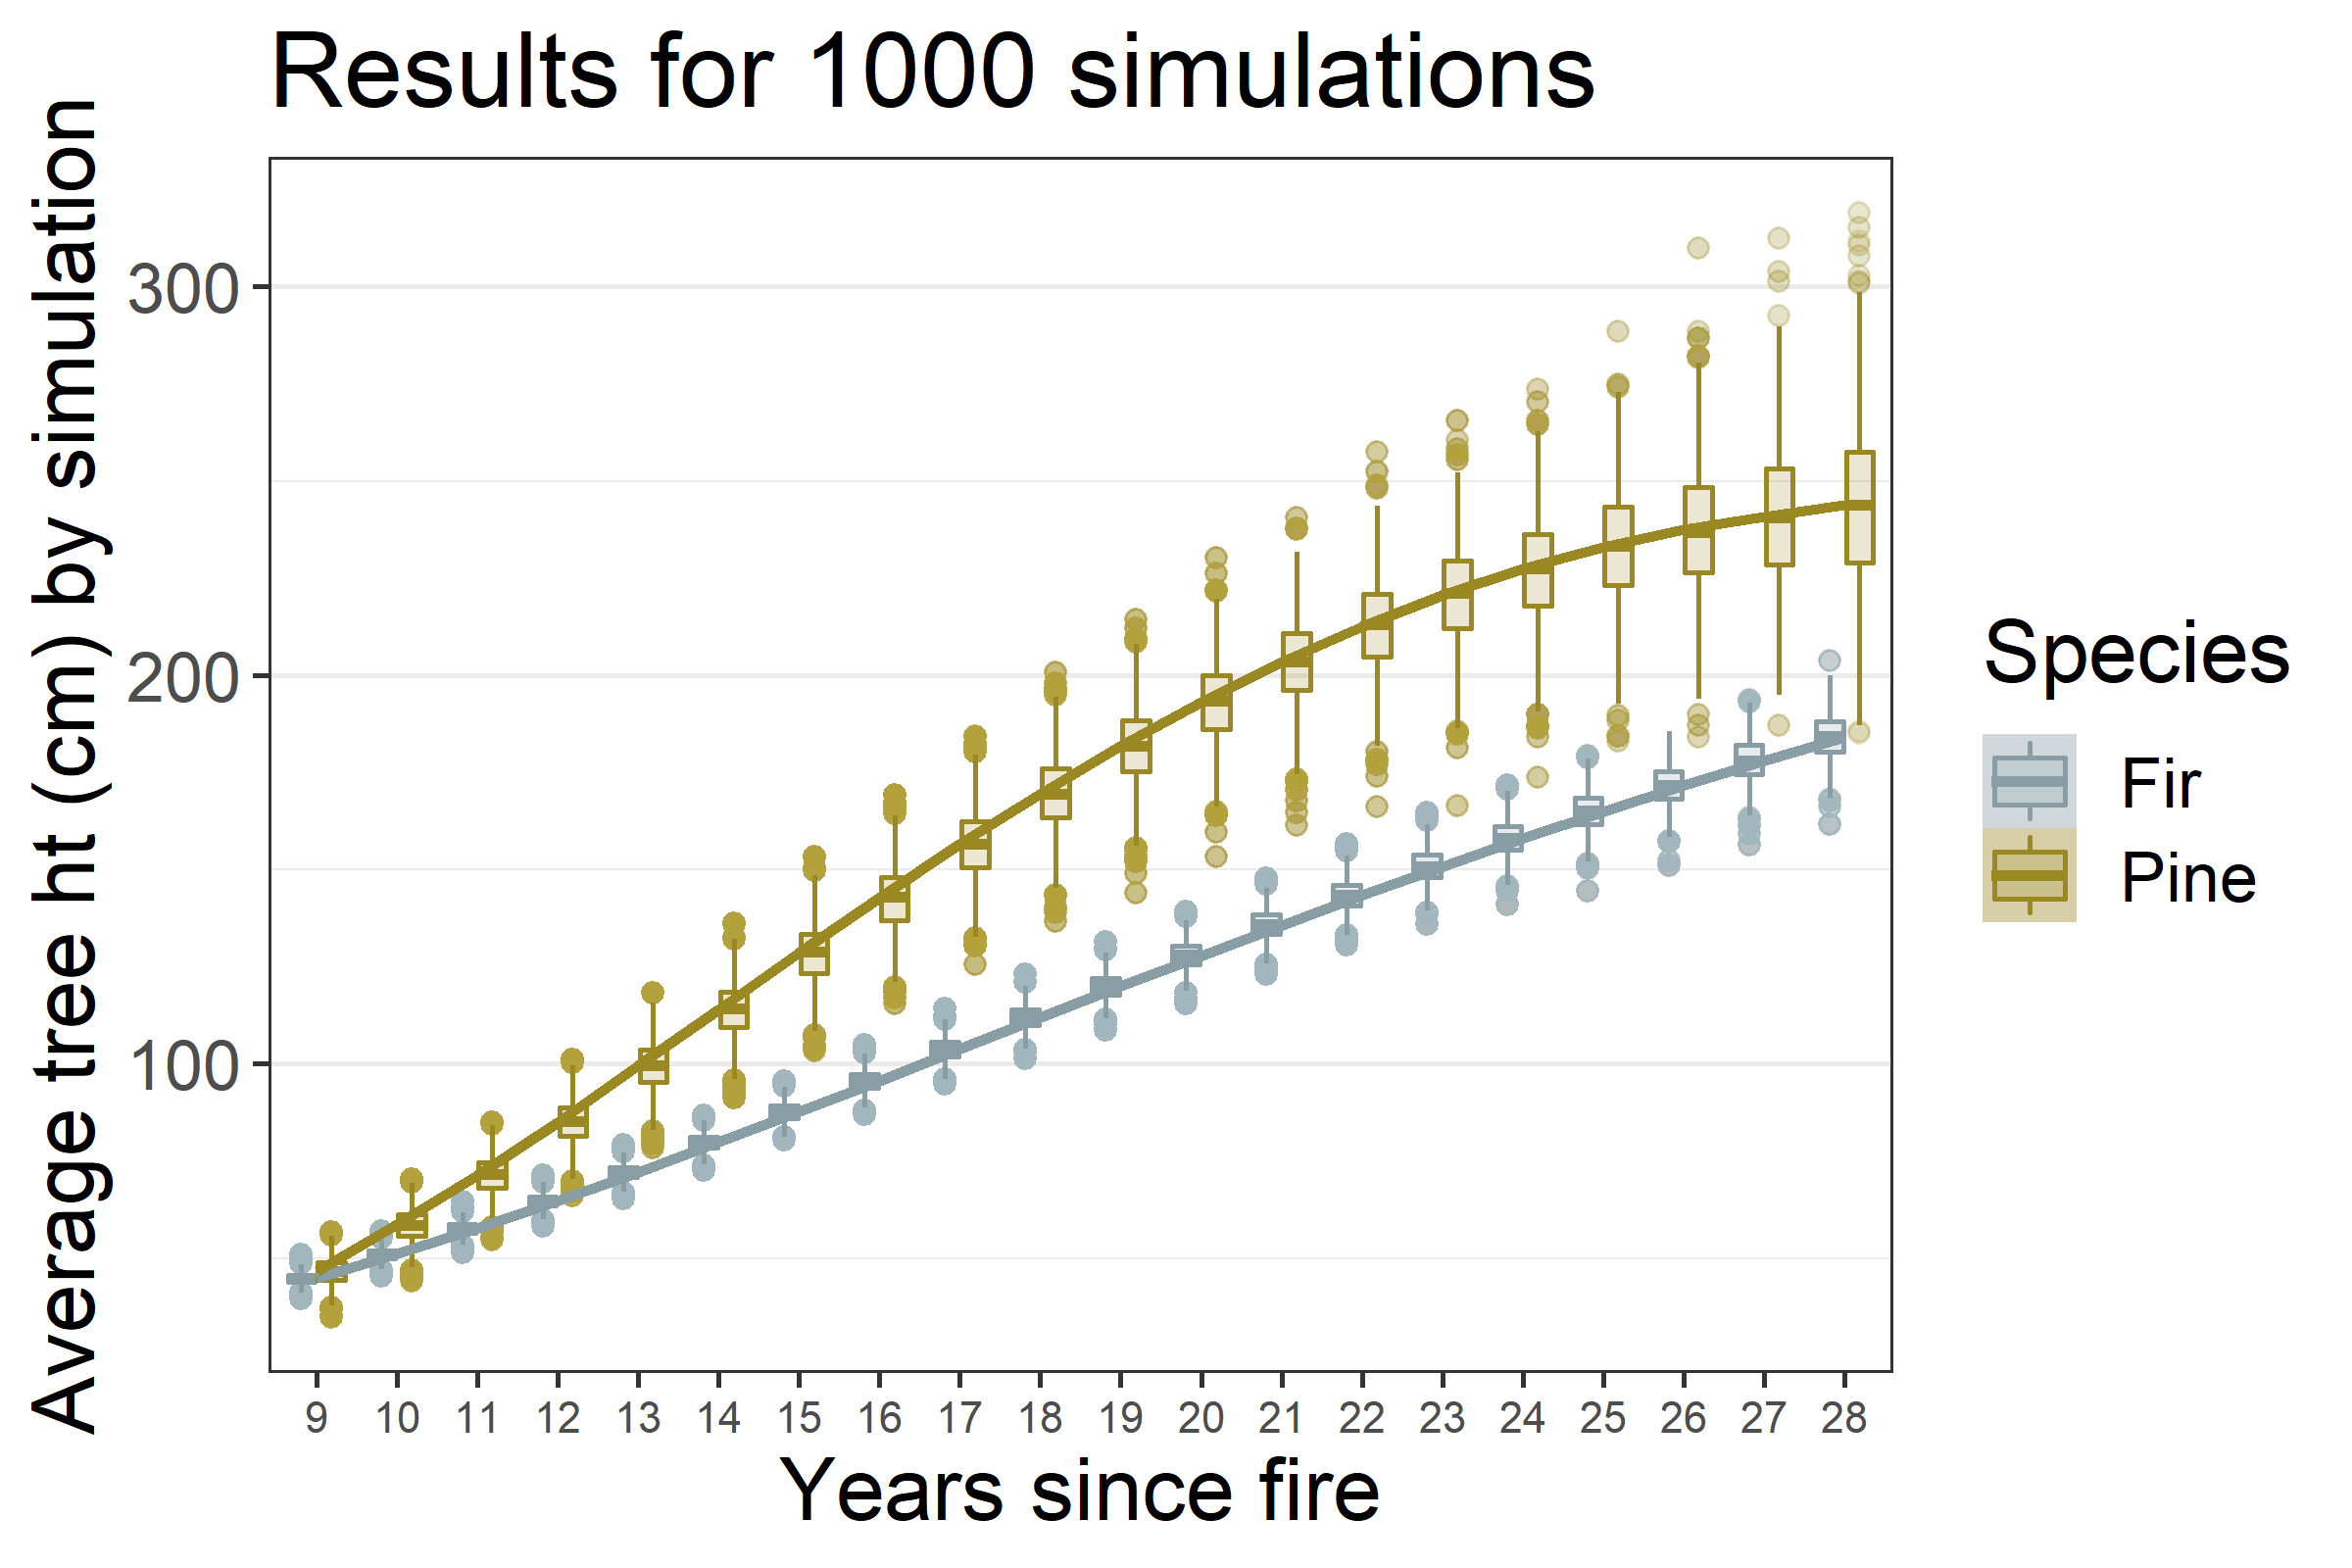 Results for 1000 simulations
Average tree ht (cm) by simulation
300
200
100
9 10 11 12 13 14 15 16 17 18 19 20 21 22 23 24 25 26 27 28
Years since fire
Species
Fir
Pine